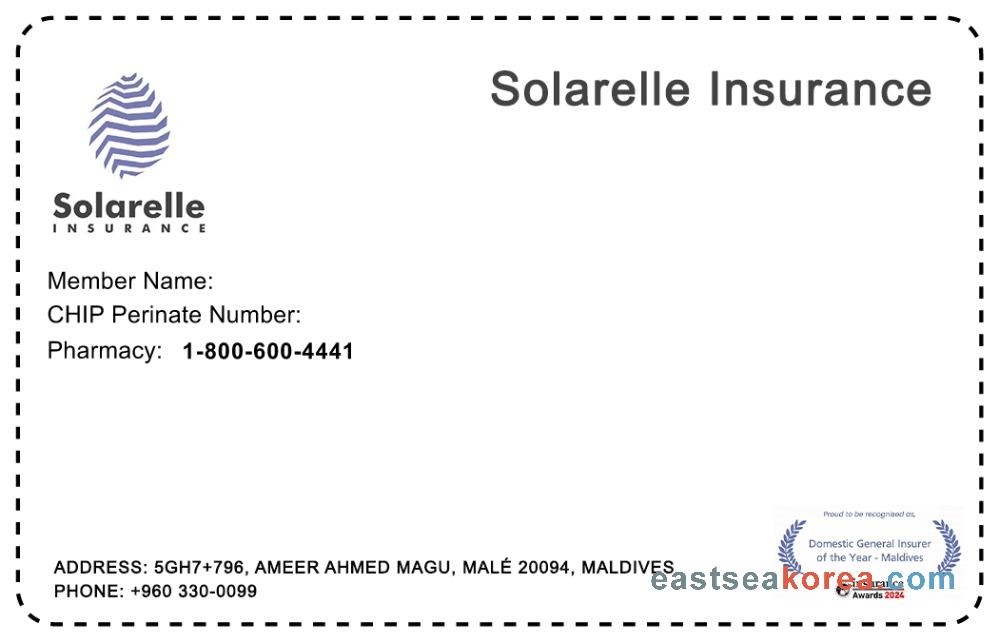 Solarelle Insurance
Solarelle
INSURANCE
Member Name:
CHIP Perinate Number:
Pharmacy: 1-800-600-4441
Proud to be recognised as,
Domestic General Insurer
of the Year - Maldives
ADDRESS: 5GH7+796, AMEER AHMED MAGU, MALÉ 20094, MALDIVES
eastseakorea.com
insurance
Awards 2024
PHONE: +960 330-0099